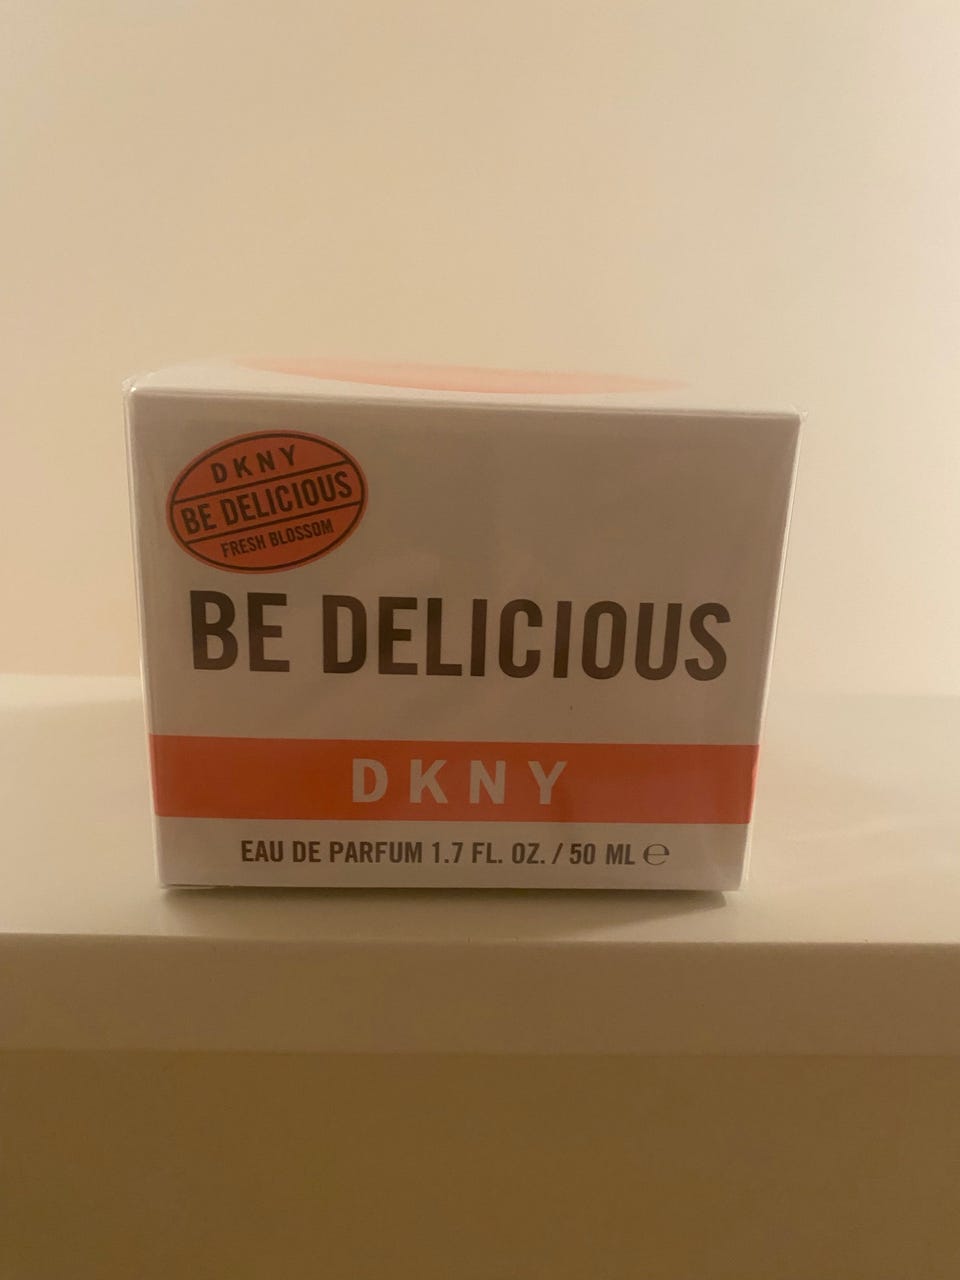 DKNY
BE DELICIOUS
FRESH BLOSSOM
BE DELICIOUS
DKNY
EAU DE PARFUM 1.7 FL. OZ. / 50 ML ℮